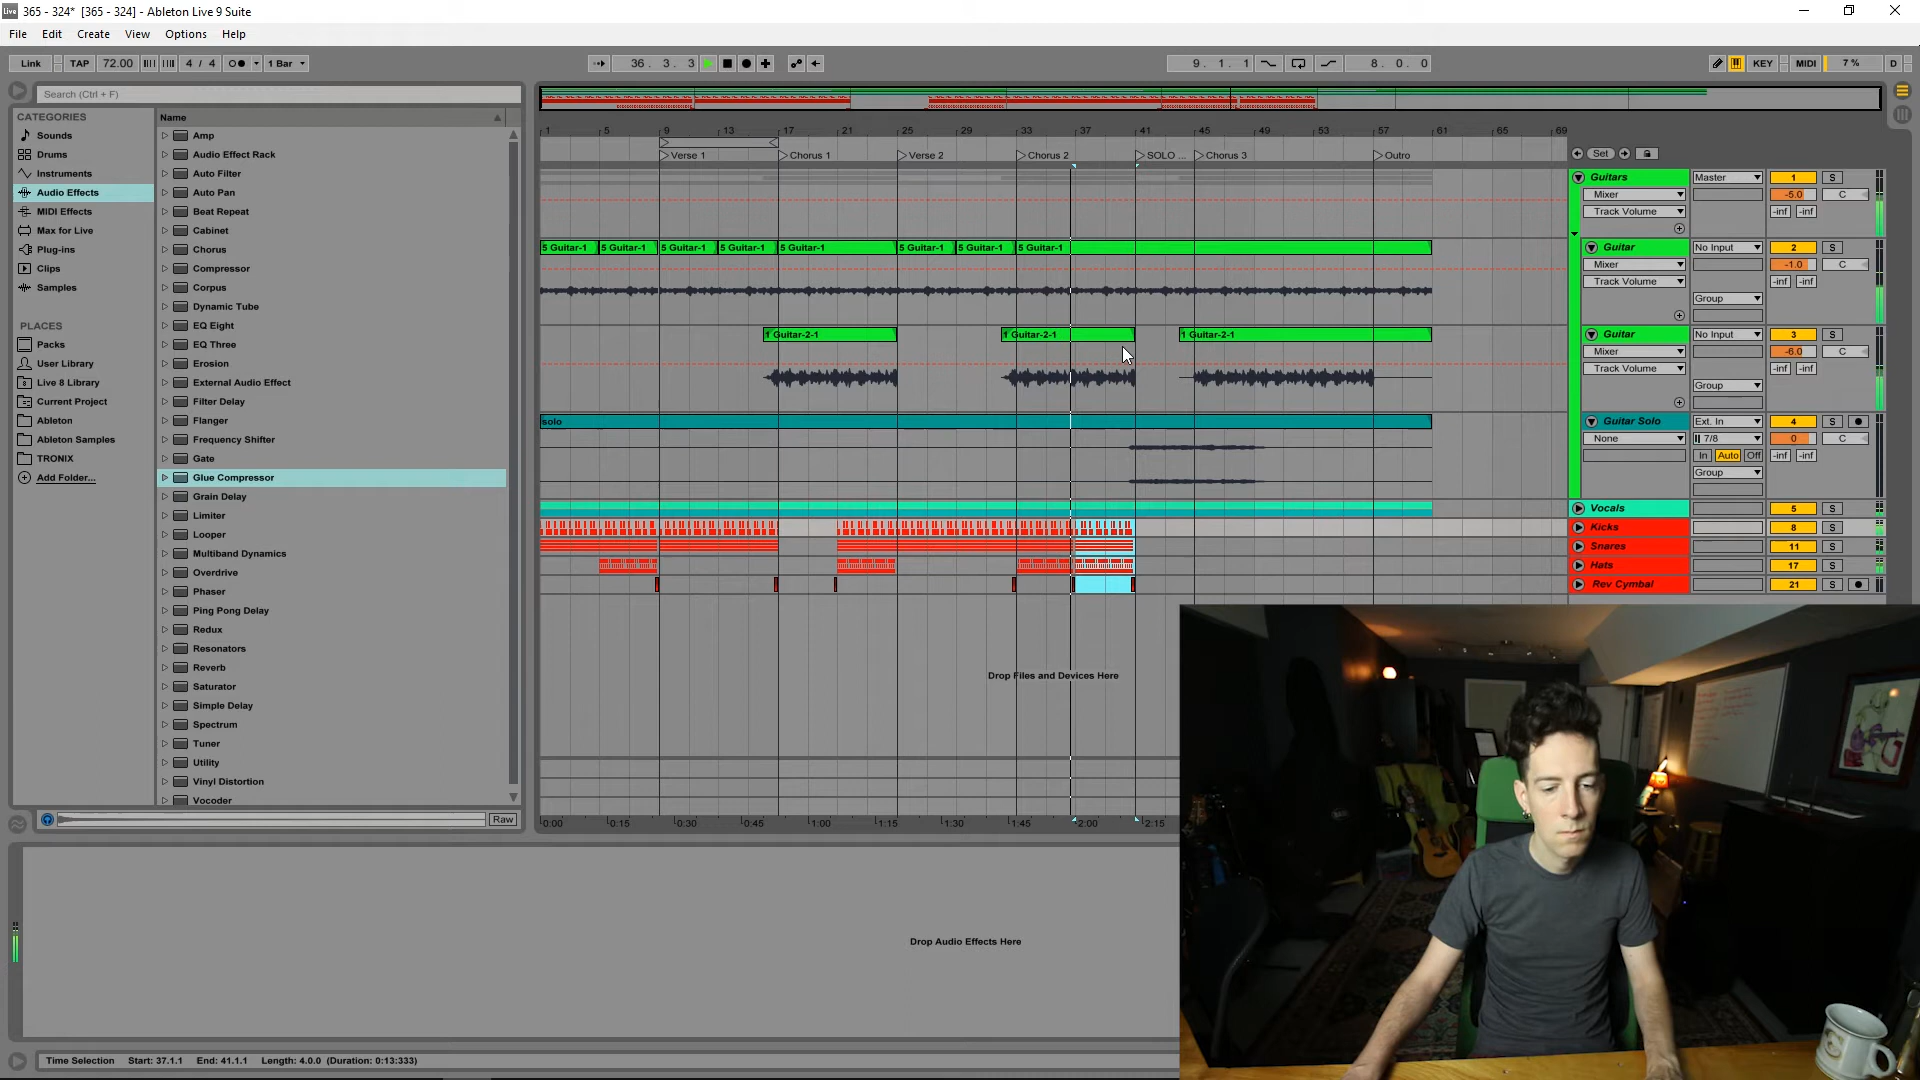 Live 365 - 324* [365 - 324] - Ableton Live 9 Suite
File Edit Create View Options Help
Link TAP 72.00 4 / 4 1 Bar 36. 3. 3 9. 1. 1 8. 0. 0 KEY MIDI 7 % D
Search (Ctrl + F)
CATEGORIES
Sounds
Drums
Instruments
Audio Effects
MIDI Effects
Max for Live
Plug-ins
Clips
Samples
PLACES
Packs
User Library
Live 8 Library
Current Project
Ableton
Ableton Samples
TRONIX
Add Folder...
Name
Amp
Audio Effect Rack
Auto Filter
Auto Pan
Beat Repeat
Cabinet
Chorus
Compressor
Corpus
Dynamic Tube
EQ Eight
EQ Three
Erosion
External Audio Effect
Filter Delay
Flanger
Frequency Shifter
Gate
Glue Compressor
Grain Delay
Limiter
Looper
Multiband Dynamics
Overdrive
Phaser
Ping Pong Delay
Redux
Resonators
Reverb
Saturator
Simple Delay
Spectrum
Tuner
Utility
Vinyl Distortion
Vocoder
Raw
1 5 9 13 17 21 25 29 33 37 41 45 49 53 57 61 65 69
Verse 1 Chorus 1 Verse 2 Chorus 2 SOLO ... Chorus 3 Outro
Set
5 Guitar-1 5 Guitar-1 5 Guitar-1 5 Guitar-1 5 Guitar-1 5 Guitar-1 5 Guitar-1 5 Guitar-1
1 Guitar-2-1 1 Guitar-2-1 1 Guitar-2-1
solo
Guitars Master 1 S
Mixer -5.0 C
Track Volume -inf -inf
Guitar No Input 2 S
Mixer -1.0 C
Track Volume -inf -inf
Group
Guitar No Input 3 S
Mixer -6.0 C
Track Volume -inf -inf
Group
Guitar Solo Ext. In 4 S
None 7/8 0 C
In Auto Off -inf -inf
Group
Vocals 5 S
Kicks 8 S
Snares 11 S
Hats 17 S
Rev Cymbal 21 S
Drop Files and Devices Here
0:00 0:15 0:30 0:45 1:00 1:15 1:30 1:45 2:00 2:15
Drop Audio Effects Here
Time Selection Start: 37.1.1 End: 41.1.1 Length: 4.0.0 (Duration: 0:13:333)